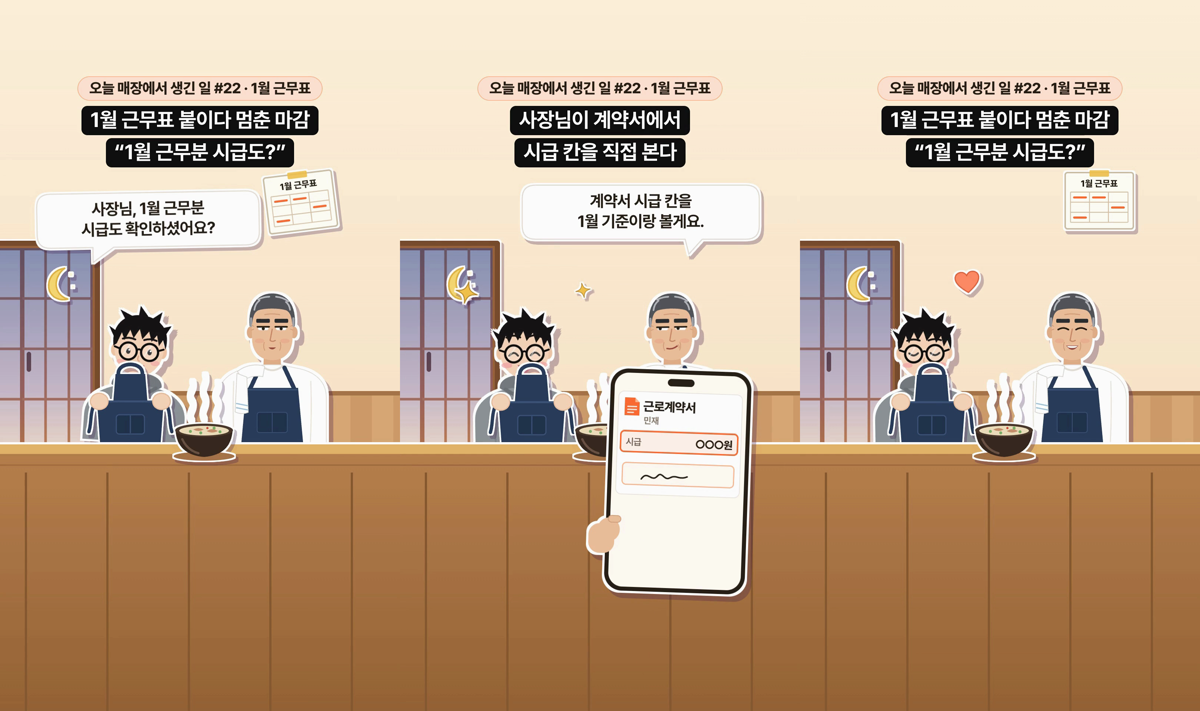 오늘 매장에서 생긴 일 #22 · 1월 근무표
1월 근무표 붙이다 멈춘 마감
“1월 근무분 시급도?”
1월 근무표
사장님, 1월 근무분
시급도 확인하셨어요?
오늘 매장에서 생긴 일 #22 · 1월 근무표
사장님이 계약서에서
시급 칸을 직접 본다
계약서 시급 칸을
1월 기준이랑 볼게요.
근로계약서
민재
시급 OOO원
오늘 매장에서 생긴 일 #22 · 1월 근무표
1월 근무표 붙이다 멈춘 마감
“1월 근무분 시급도?”
1월 근무표